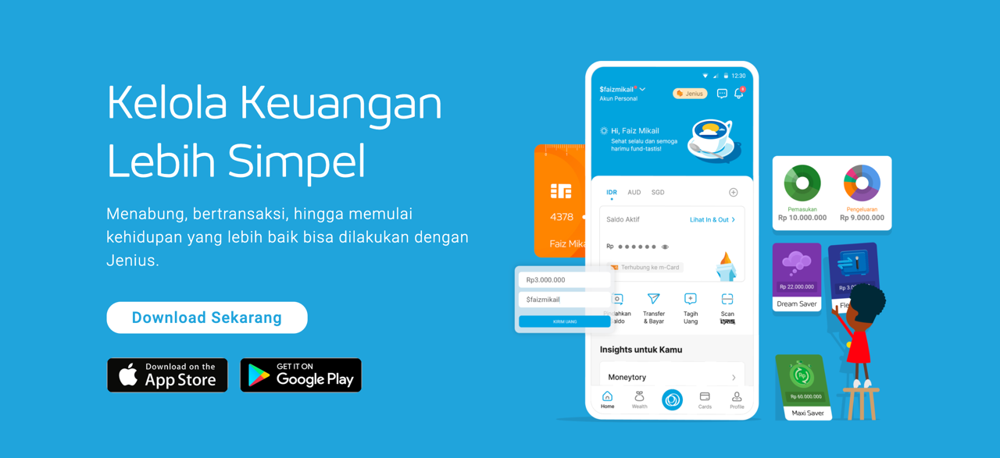 Kelola Keuangan
Lebih Simpel
Menabung, bertransaksi, hingga memulai
kehidupan yang lebih baik bisa dilakukan dengan
Jenius.
Download Sekarang
Download on the
App Store
GET IT ON
Google Play
4378
Faiz Mika
Rp3.000.000
$faizmikail
KIRIM UANG
12:30
$faizmikail
Akun Personal
Jenius
Hi, Faiz Mikail
Sehat selalu dan semoga
harimu fund-tastis!
IDR AUD SGD
Saldo Aktif
Lihat In & Out
Rp
Terhubung ke m-Card
Transfer
& Bayar
Tagih
Uang
Scan
Insights untuk Kamu
Moneytory
Home
Wealth
Cards
Profile
Pemasukan
Rp 10.000.000
Pengeluaran
Rp 9.000.000
Rp 22.000.000
Dream Saver
Rp 60.000.000
Maxi Saver